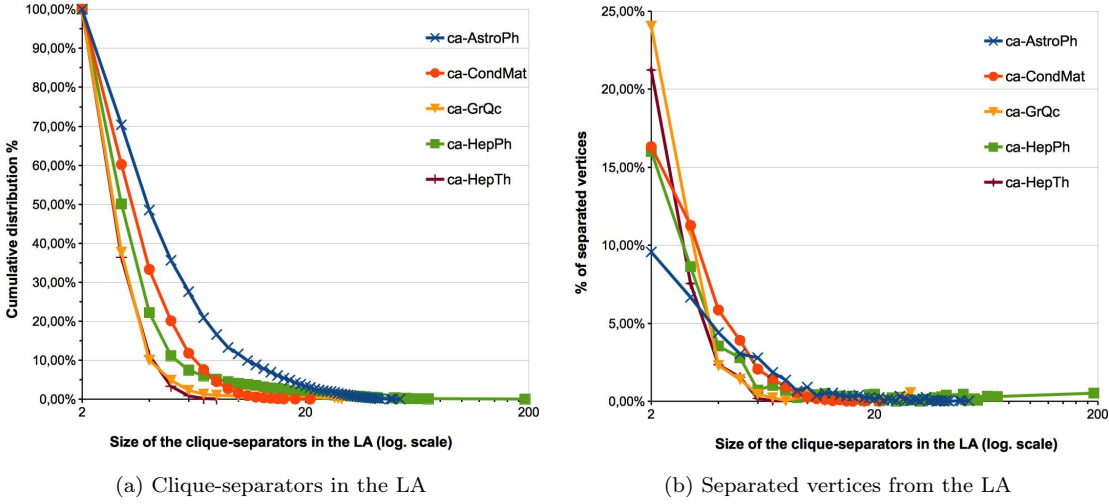 100,00%
90,00%
80,00%
70,00%
60,00%
50,00%
40,00%
30,00%
20,00%
10,00%
0,00%
Cumulative distribution %
ca-AstroPh
ca-CondMat
ca-GrQc
ca-HepPh
ca-HepTh
2
20
200
Size of the clique-separators in the LA (log. scale)
(a) Clique-separators in the LA
25,00%
20,00%
15,00%
10,00%
5,00%
0,00%
% of separated vertices
ca-AstroPh
ca-CondMat
ca-GrQc
ca-HepPh
ca-HepTh
2
20
200
Size of the clique-separators in the LA (log. scale)
(b) Separated vertices from the LA